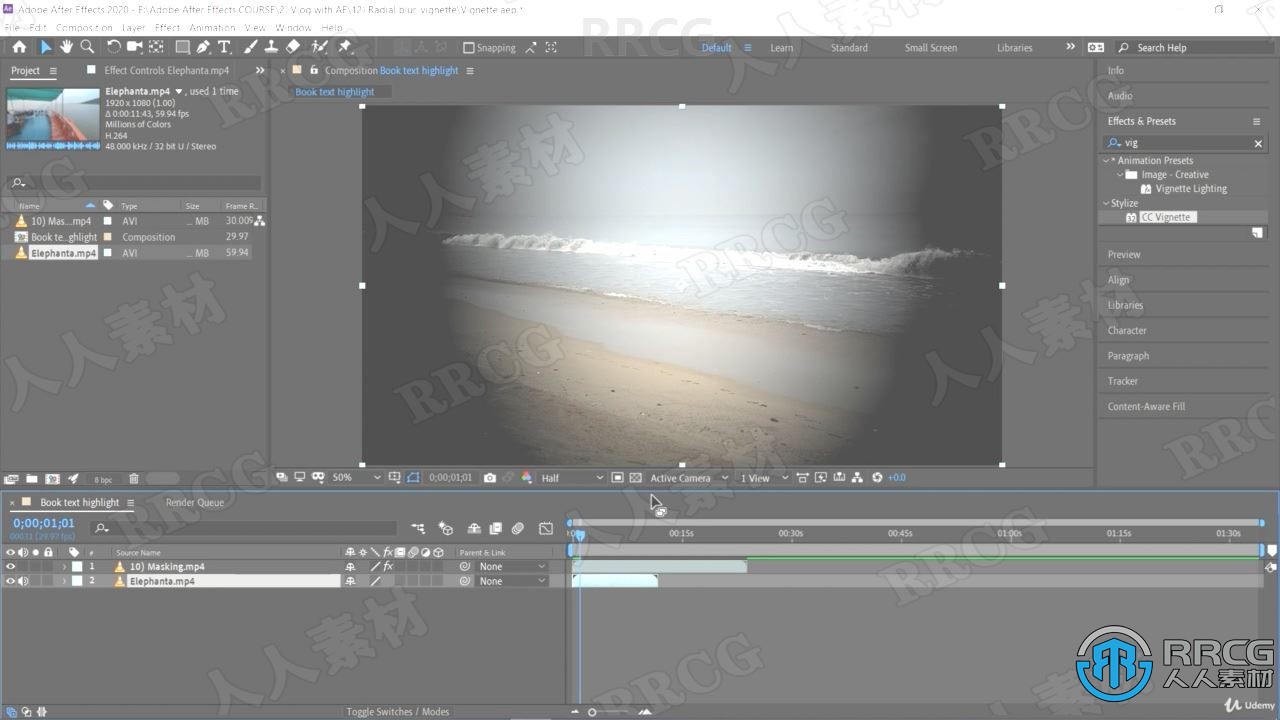 Adobe After Effects 2020 - E:\Adobe After Effects COURSE\2. Vlog with AE\12) Radial blur, vignette\Vignette.aep *
File Edit Composition Layer Effect Animation View Window Help
Snapping Default Learn Standard Small Screen Libraries Search Help
Project Effect Controls Elephanta.mp4 Composition Book text highlight Info
Book text highlight
Elephanta.mp4 , used 1 time
1920 x 1080 (1.00)
Δ 0:00:11:43, 59.94 fps
Millions of Colors
H.264
48.000 kHz / 32 bit U / Stereo
Audio
Effects & Presets
vig
* Animation Presets
Image - Creative
Vignette Lighting
Stylize
CC Vignette
Preview
Align
Libraries
Character
Paragraph
Tracker
Content-Aware Fill
Name Type Size Frame R...
10) Mas....mp4 AVI ... MB 30.009
Book te...ghlight Composition 29.97
Elephanta.mp4 AVI ... MB 59.94
8 bpc 50% 0;00;01;01 Half Active Camera 1 View +0.0
Book text highlight Render Queue
0;00;01;01
00031 (29.97 fps)
00:15s 00:30s 00:45s 01:00s 01:15s 01:30s
# Source Name Parent & Link
1 10) Masking.mp4 None
2 Elephanta.mp4 None
Toggle Switches / Modes
RRCG
人人素材
Udemy